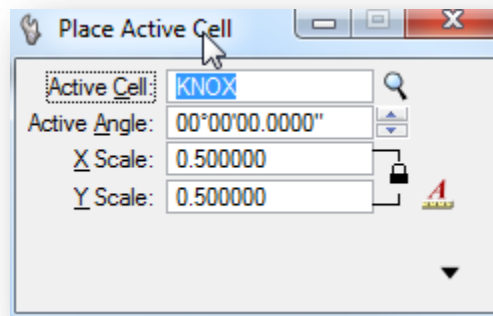 Place Active Cell
Active Cell: KNOX
Active Angle: 00°00'00.0000"
X Scale: 0.500000
Y Scale: 0.500000
A